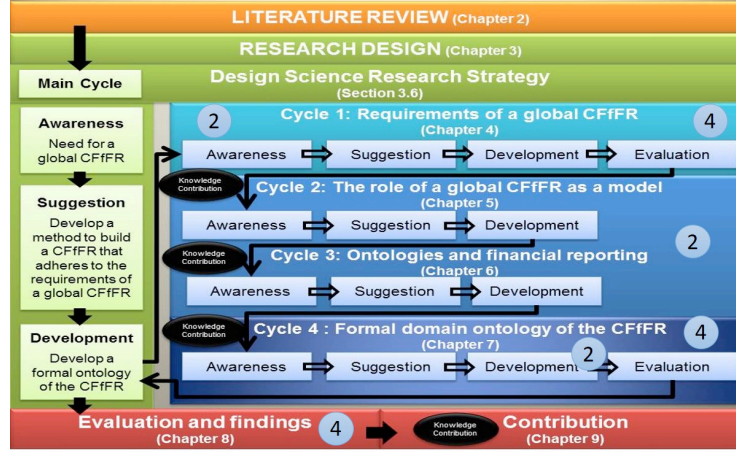 LITERATURE REVIEW (Chapter 2)
RESEARCH DESIGN (Chapter 3)
Main Cycle
Design Science Research Strategy
(Section 3.6)
Awareness
Need for a
global CFfFR
Suggestion
Develop a
method to build
a CFfFR that
adheres to the
requirements of
a global CFfFR
Development
Develop a
formal ontology
of the CFfFR
2
Cycle 1: Requirements of a global CFfFR
(Chapter 4)
4
Awareness
Suggestion
Development
Evaluation
Knowledge
Contribution
Cycle 2: The role of a global CFfFR as a model
(Chapter 5)
Awareness
Suggestion
Development
2
Knowledge
Contribution
Cycle 3: Ontologies and financial reporting
(Chapter 6)
Awareness
Suggestion
Development
Knowledge
Contribution
Cycle 4 : Formal domain ontology of the CFfFR
(Chapter 7)
4
2
Awareness
Suggestion
Development
Evaluation
Evaluation and findings
(Chapter 8)
4
Knowledge
Contribution
Contribution
(Chapter 9)